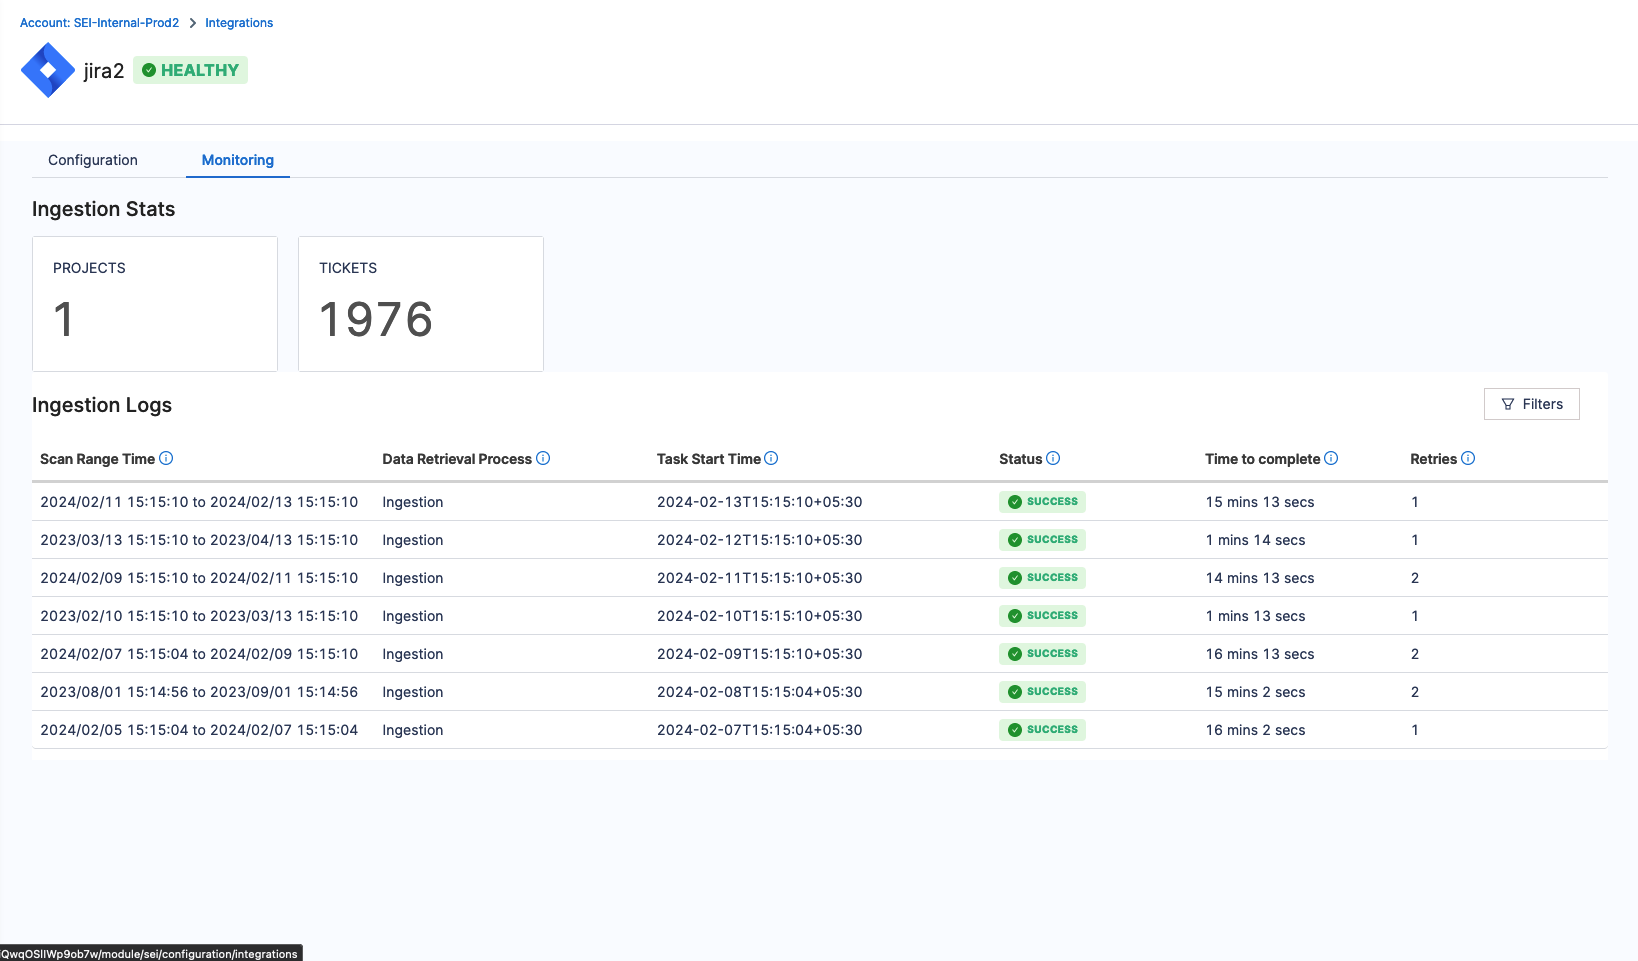 Account: SEI-Internal-Prod2 > Integrations
jira2 HEALTHY
Configuration Monitoring
Ingestion Stats
PROJECTS TICKETS
1 1976
Ingestion Logs Filters
Scan Range Time Data Retrieval Process Task Start Time Status Time to complete Retries
2024/02/11 15:15:10 to 2024/02/13 15:15:10 Ingestion 2024-02-13T15:15:10+05:30 SUCCESS 15 mins 13 secs 1
2023/03/13 15:15:10 to 2023/04/13 15:15:10 Ingestion 2024-02-12T15:15:10+05:30 SUCCESS 1 mins 14 secs 1
2024/02/09 15:15:10 to 2024/02/11 15:15:10 Ingestion 2024-02-11T15:15:10+05:30 SUCCESS 14 mins 13 secs 2
2023/02/10 15:15:10 to 2023/03/13 15:15:10 Ingestion 2024-02-10T15:15:10+05:30 SUCCESS 1 mins 13 secs 1
2024/02/07 15:15:04 to 2024/02/09 15:15:10 Ingestion 2024-02-09T15:15:10+05:30 SUCCESS 16 mins 13 secs 2
2023/08/01 15:14:56 to 2023/09/01 15:14:56 Ingestion 2024-02-08T15:15:04+05:30 SUCCESS 15 mins 2 secs 2
2024/02/05 15:15:04 to 2024/02/07 15:15:04 Ingestion 2024-02-07T15:15:04+05:30 SUCCESS 16 mins 2 secs 1
QwqOSlIWp9ob7w/module/sei/configuration/integrations